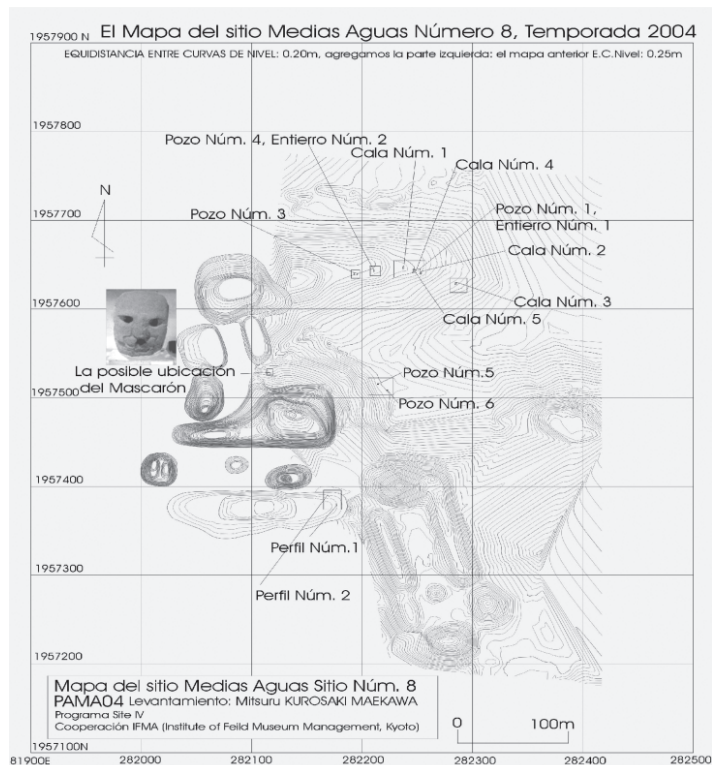 El Mapa del sitio Medias Aguas Número 8, Temporada 2004
1957900 N
EQUIDISTANCIA ENTRE CURVAS DE NIVEL: 0.20m, agregamos la parte izquierda: el mapa anterior E.C.Nivel: 0.25m
1957800
Pozo Núm. 4, Entierro Núm. 2
Cala Núm. 1
Cala Núm. 4
N
1957700
Pozo Núm. 3
Pozo Núm. 1,
Entierro Núm. 1
Cala Núm. 2
1957600
Cala Núm. 3
Cala Núm. 5
La posible ubicación
del Mascarón
Pozo Núm.5
1957500
Pozo Núm. 6
1957400
Perfil Núm.1
1957300
Perfil Núm. 2
1957200
Mapa del sitio Medias Aguas Sitio Núm. 8
PAMA04 Levantamiento: Mitsuru KUROSAKI MAEKAWA
Programa Site IV
Cooperación IFMA (Institute of Feild Museum Management, Kyoto)
0 100m
1957100N
81900E 282000 282100 282200 282300 282400 282500